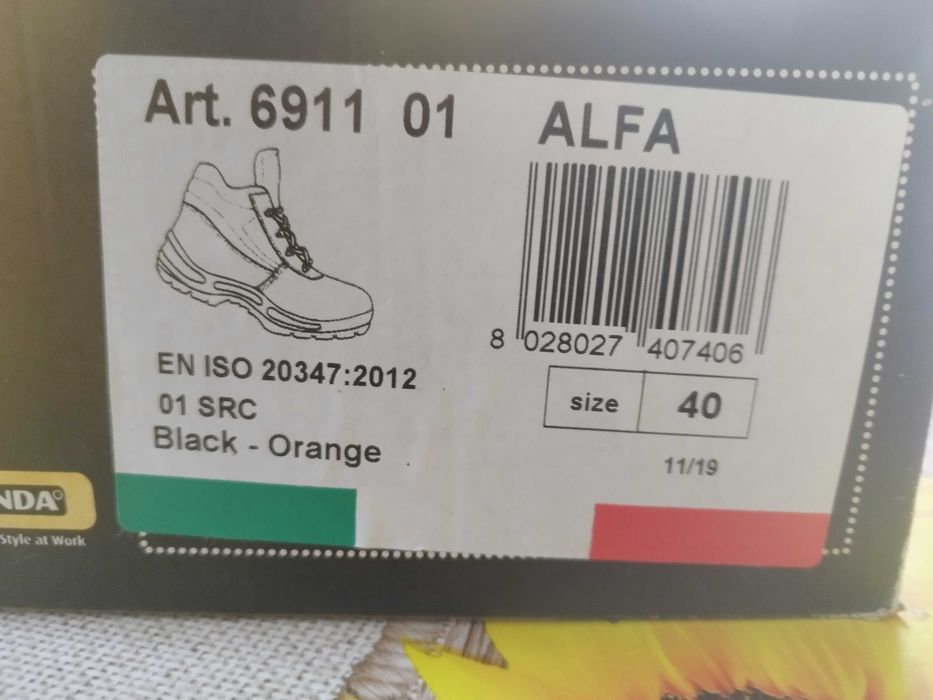 Art. 6911 01 ALFA
8 028027 407406
EN ISO 20347:2012
01 SRC
Black - Orange
size 40
11/19
NDA
Style at Work